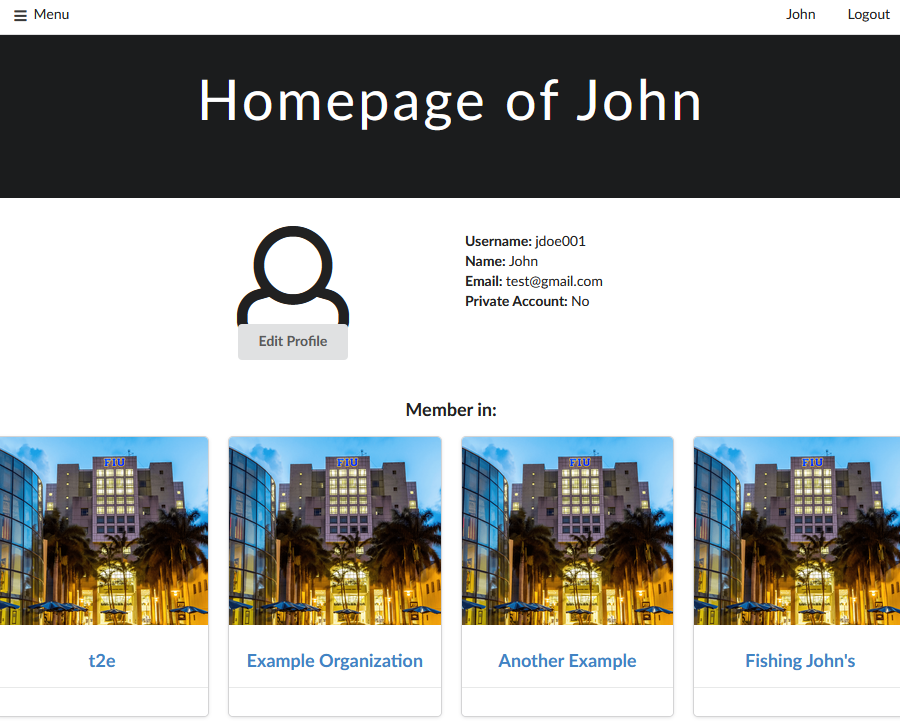 Menu
John
Logout
Homepage of John
Username: jdoe001
Name: John
Email: test@gmail.com
Private Account: No
Edit Profile
Member in:
FIU
FIU
FIU
FIU
t2e
Example Organization
Another Example
Fishing John's